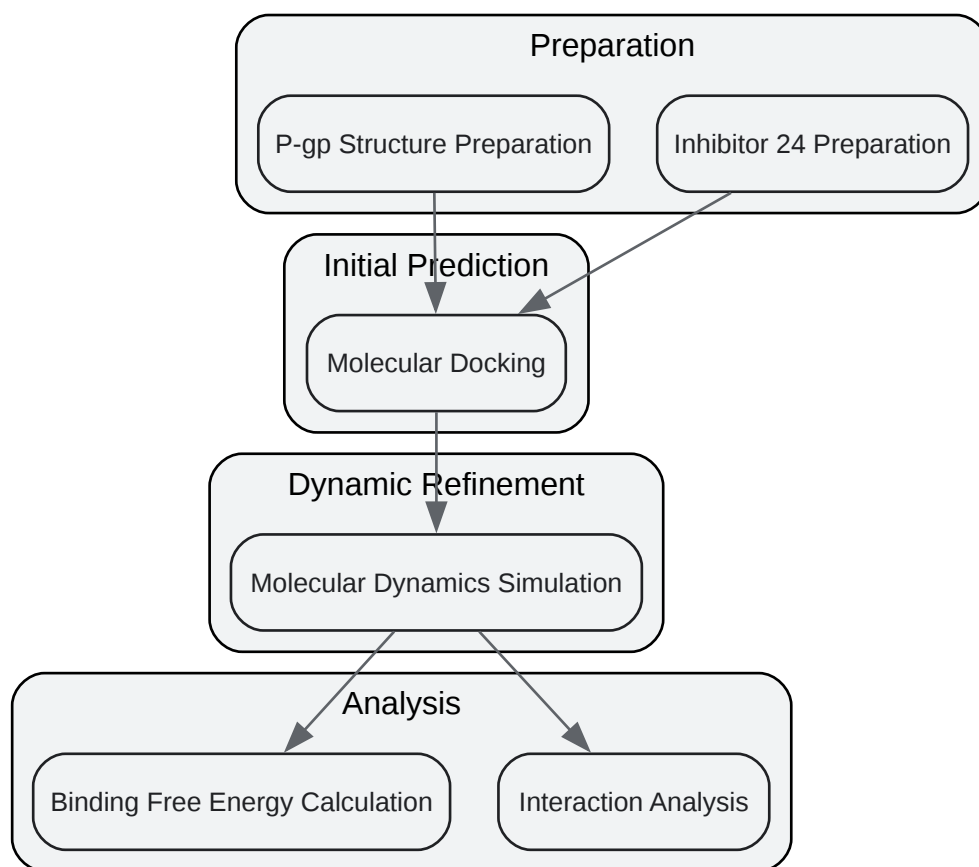 Preparation
P-gp Structure Preparation
Inhibitor 24 Preparation
Initial Prediction
Molecular Docking
Dynamic Refinement
Molecular Dynamics Simulation
Analysis
Binding Free Energy Calculation
Interaction Analysis